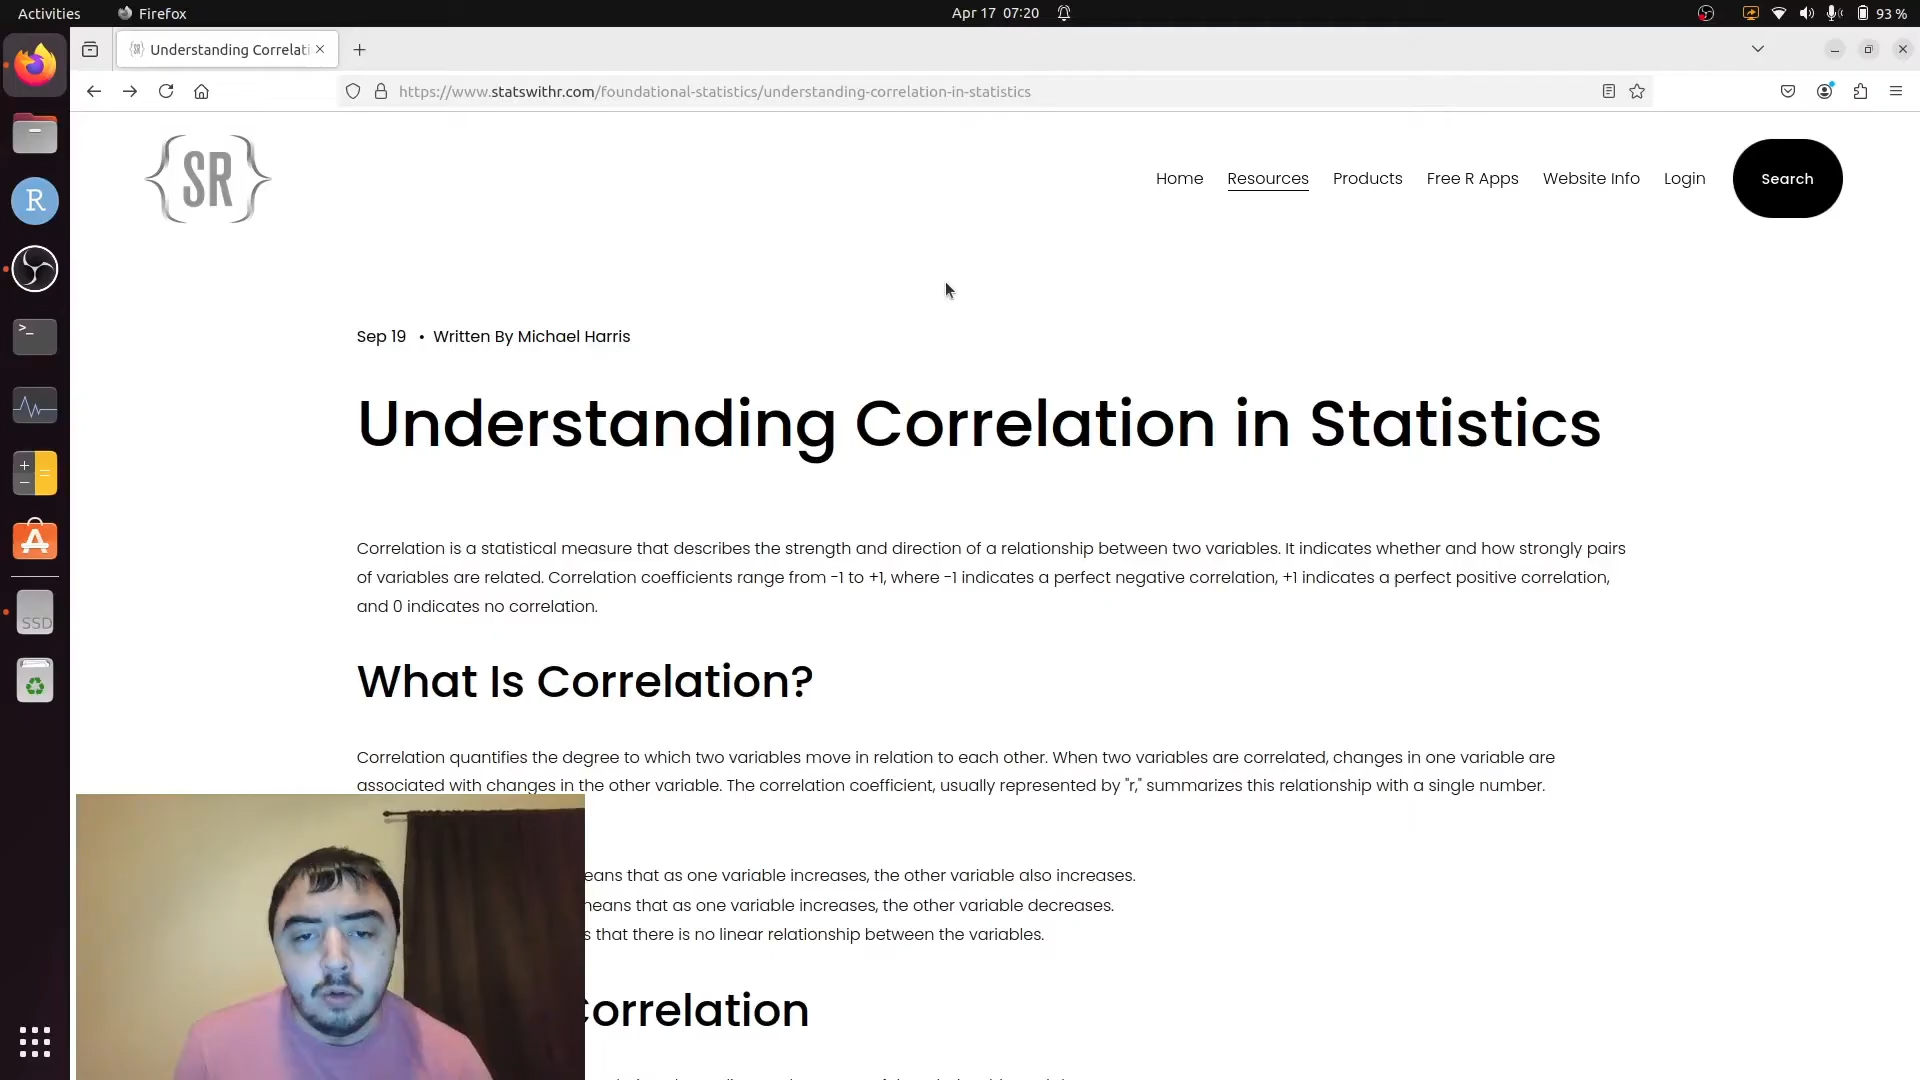 Activities
Firefox
Apr 17 07:20
93 %
Understanding Correlati
https://www.statswithr.com/foundational-statistics/understanding-correlation-in-statistics
{SR}
Home
Resources
Products
Free R Apps
Website Info
Login
Search
Sep 19 • Written By Michael Harris
Understanding Correlation in Statistics
Correlation is a statistical measure that describes the strength and direction of a relationship between two variables. It indicates whether and how strongly pairs
of variables are related. Correlation coefficients range from -1 to +1, where -1 indicates a perfect negative correlation, +1 indicates a perfect positive correlation,
and 0 indicates no correlation.
What Is Correlation?
Correlation quantifies the degree to which two variables move in relation to each other. When two variables are correlated, changes in one variable are
associated with changes in the other variable. The correlation coefficient, usually represented by "r," summarizes this relationship with a single number.
eans that as one variable increases, the other variable also increases.
neans that as one variable increases, the other variable decreases.
s that there is no linear relationship between the variables.
Correlation
R
>_
SSD